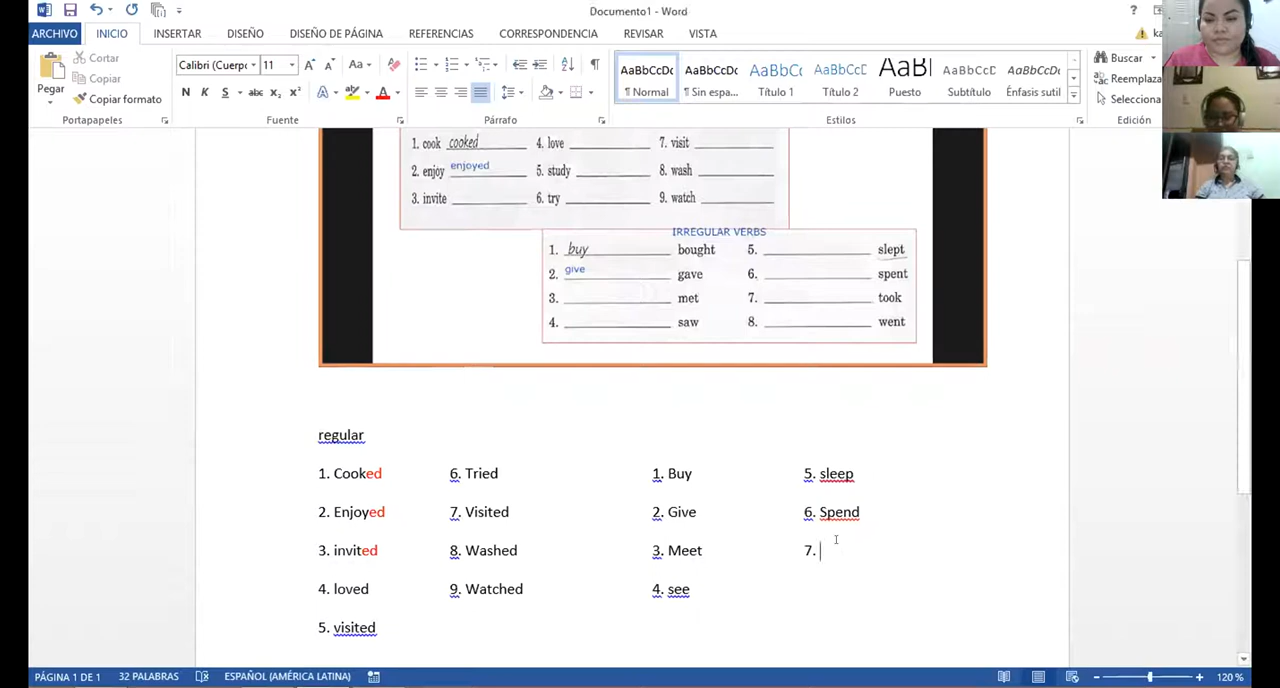 Documento1 - Word
ARCHIVO INICIO INSERTAR DISEÑO DISEÑO DE PÁGINA REFERENCIAS CORRESPONDENCIA REVISAR VISTA
Pegar
Cortar
Copiar
Copiar formato
Portapapeles
Calibri (Cuerpo 11
Fuente
Párrafo
AaBbCcDc AaBbCcDc AaBbCc AaBbCcD AaBl AaBbCcD AaBbCcDc
¶ Normal ¶ Sin espa... Título 1 Título 2 Puesto Subtítulo Énfasis sutil
Estilos
Buscar
Reemplaza
Selecciona
Edición
1. cook cooked 4. love 7. visit
2. enjoy enjoyed 5. study 8. wash
3. invite 6. try 9. watch
IRREGULAR VERBS
1. buy bought 5. slept
2. give gave 6. spent
3. met 7. took
4. saw 8. went
regular
1. Cooked 6. Tried 1. Buy 5. sleep
2. Enjoyed 7. Visited 2. Give 6. Spend
3. invited 8. Washed 3. Meet 7.
4. loved 9. Watched 4. see
5. visited
PÁGINA 1 DE 1 32 PALABRAS ESPAÑOL (AMÉRICA LATINA) 120 %